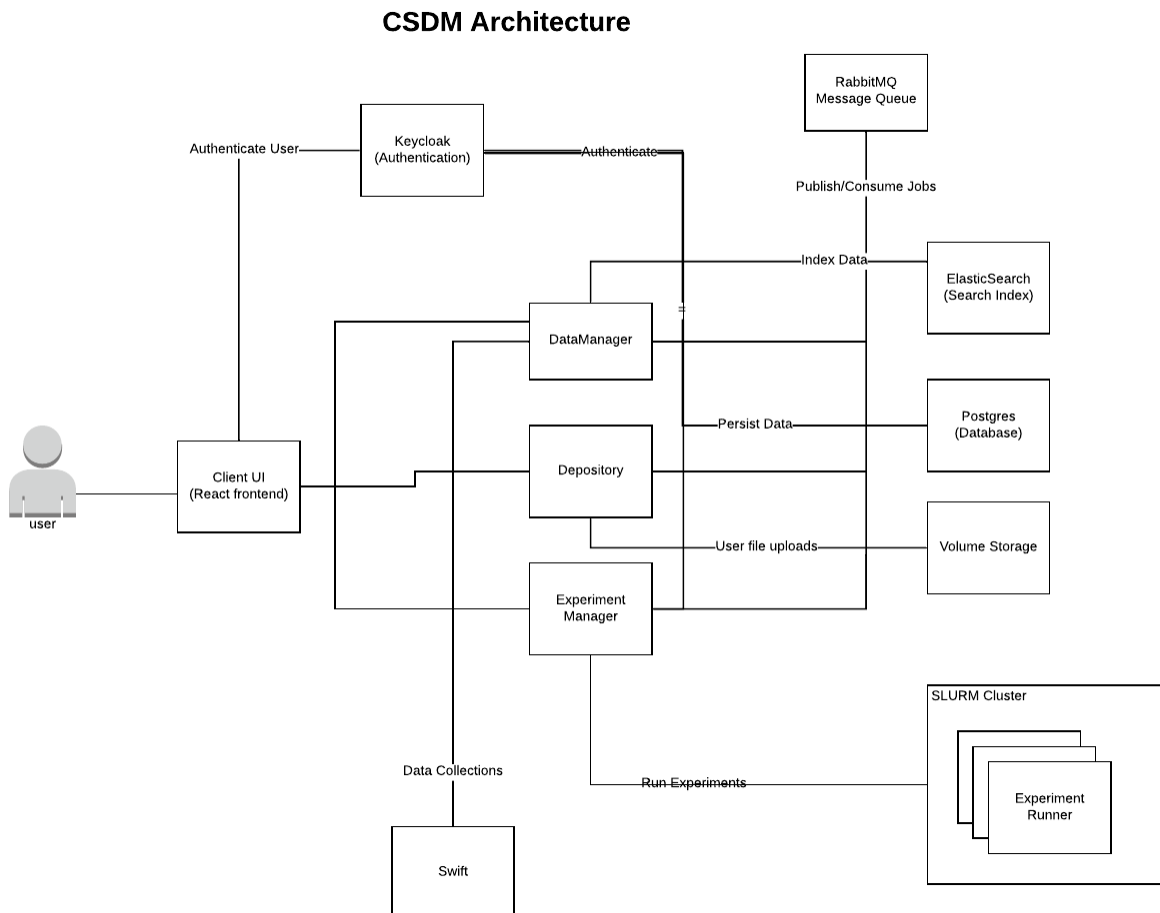 CSDM Architecture
RabbitMQ
Message Queue
Keycloak
(Authentication)
Authenticate User
Authenticate
Publish/Consume Jobs
Index Data
ElasticSearch
(Search Index)
=
DataManager
Persist Data
Postgres
(Database)
Depository
Client UI
(React frontend)
user
User file uploads
Volume Storage
Experiment
Manager
SLURM Cluster
Data Collections
Run Experiments
Experiment
Runner
Swift